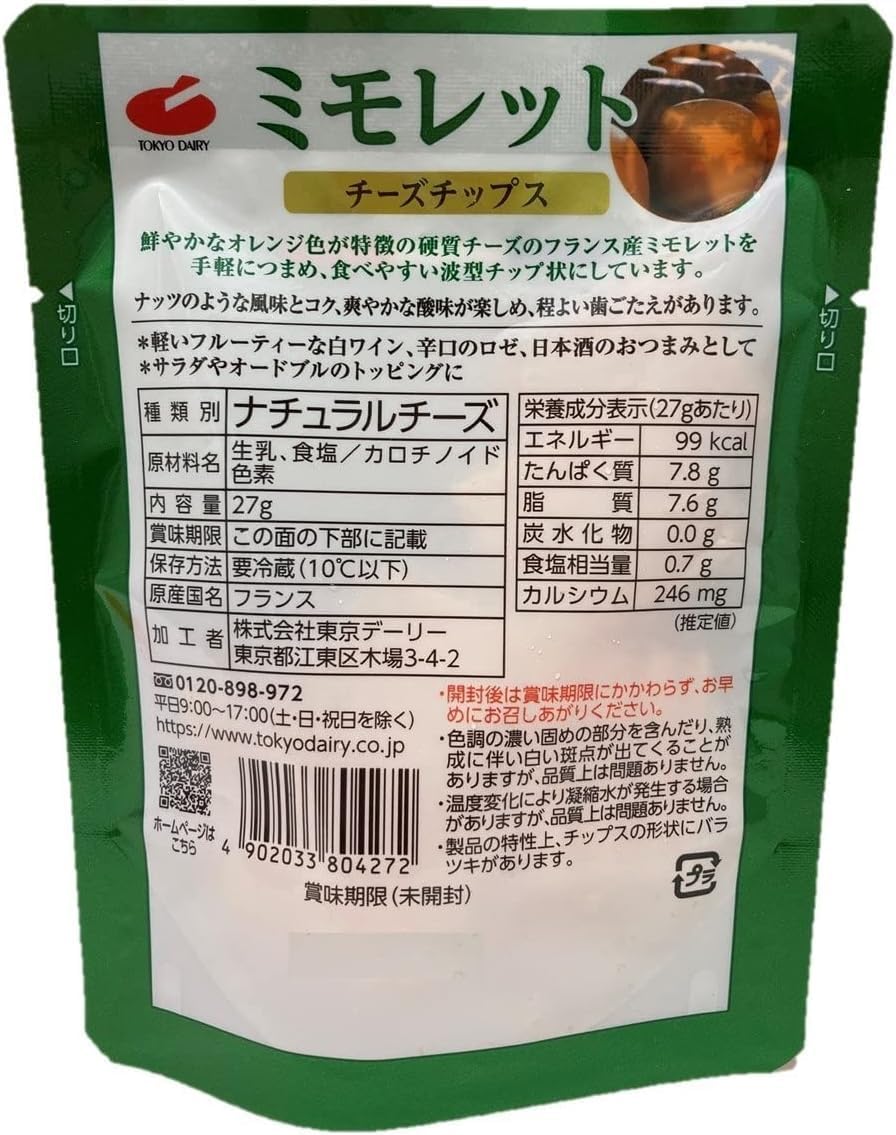 ミモレット
TOKYO DAIRY
チーズチップス
鮮やかなオレンジ色が特徴の硬質チーズのフランス産ミモレットを
手軽につまめ、食べやすい波型チップ状にしています。
ナッツのような風味とコク、爽やかな酸味が楽しめ、程よい歯ごたえがあります。
切り口
切り口
*軽いフルーティーな白ワイン、辛口のロゼ、日本酒のおつまみとして
*サラダやオードブルのトッピングに
種類別 ナチュラルチーズ
原材料名 生乳、食塩/カロチノイド
色素
内容量 27g
賞味期限 この面の下部に記載
保存方法 要冷蔵(10℃以下)
原産国名 フランス
加工者 株式会社東京デーリー
東京都江東区木場3-4-2
栄養成分表示(27gあたり)
エネルギー 99 kcal
たんぱく質 7.8 g
脂質 7.6 g
炭水化物 0.0 g
食塩相当量 0.7 g
カルシウム 246 mg
(推定値)
0120-898-972
平日9:00〜17:00(土・日・祝日を除く)
https://www.tokyodairy.co.jp
ホームページは
こちら
4 902033 804272
賞味期限(未開封)
・開封後は賞味期限にかかわらず、お早
めにお召しあがりください。
・色調の濃い固めの部分を含んだり、熟
成に伴い白い斑点が出てくることが
ありますが、品質上は問題ありません。
・温度変化により凝縮水が発生する場合
がありますが、品質上は問題ありません。
・製品の特性上、チップスの形状にバラ
ツキがあります。
プラ